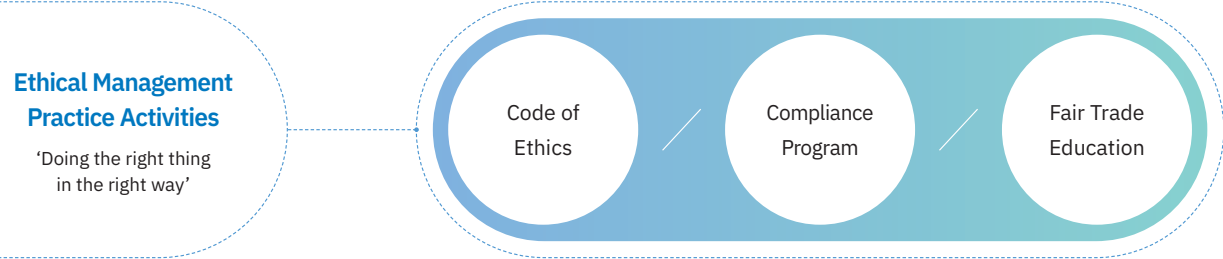 Ethical Management
Practice Activities
‘Doing the right thing
in the right way’
Code of
Ethics
Compliance
Program
Fair Trade
Education